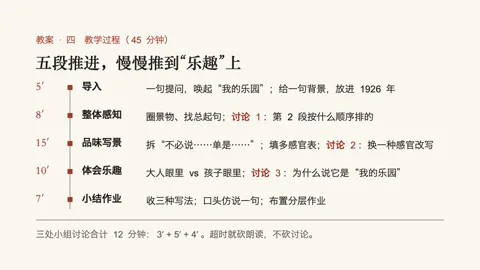 教案 · 四 教学过程（45 分钟）
五段推进，慢慢推到“乐趣”上
5′ 导入 一句提问，唤起“我的乐园”；给一句背景，放进 1926 年
8′ 整体感知 圈景物、找总起句；讨论 1：第 2 段按什么顺序排的
15′ 品味写景 拆“不必说……单是……”；填多感官表；讨论 2：换一种感官改写
10′ 体会乐趣 大人眼里 vs 孩子眼里；讨论 3：为什么说它是“我的乐园”
7′ 小结作业 收三种写法；口头仿说一句；布置分层作业
三处小组讨论合计 12 分钟：3′ + 5′ + 4′。超时就砍朗读，不砍讨论。